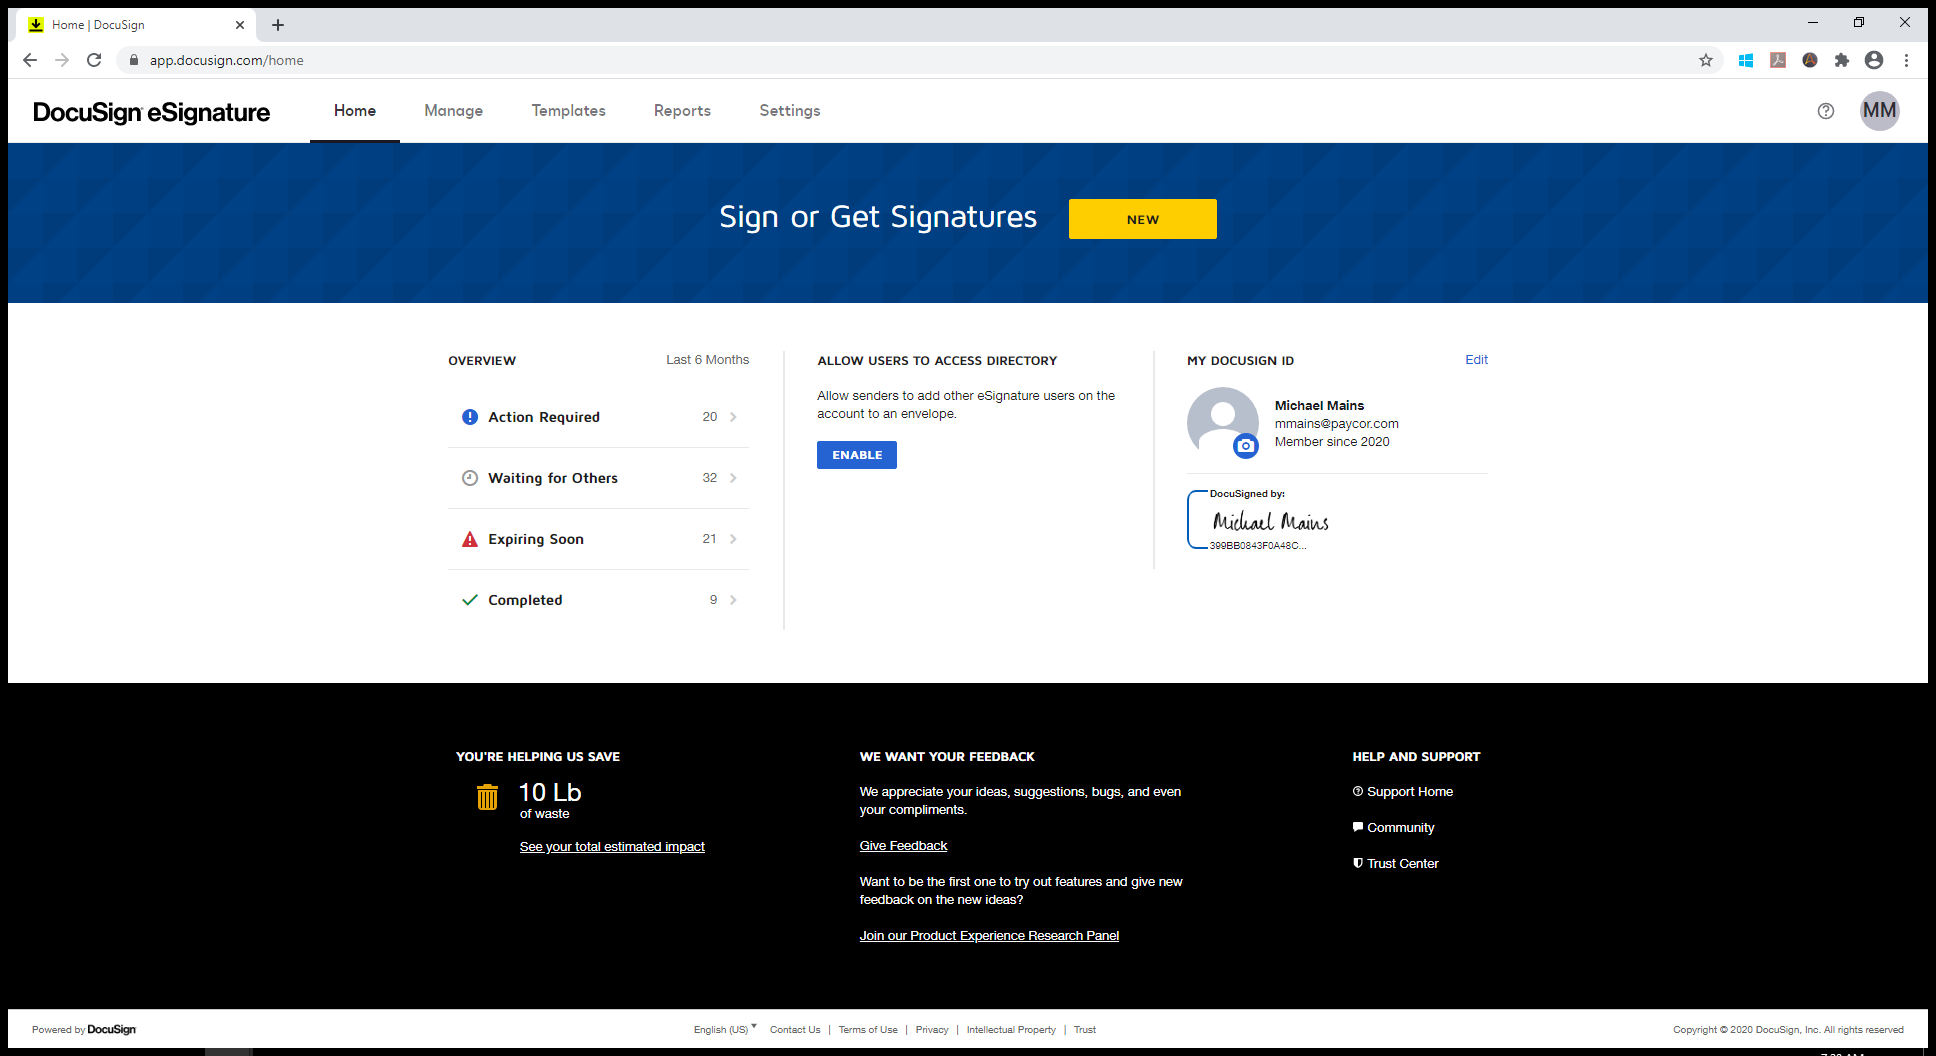 Home | DocuSign
app.docusign.com/home
DocuSign eSignature
Home
Manage
Templates
Reports
Settings
MM
Sign or Get Signatures
NEW
OVERVIEW
Last 6 Months
Action Required
20
Waiting for Others
32
Expiring Soon
21
Completed
9
ALLOW USERS TO ACCESS DIRECTORY
Allow senders to add other eSignature users on the
account to an envelope.
ENABLE
MY DOCUSIGN ID
Edit
Michael Mains
mmains@paycor.com
Member since 2020
DocuSigned by:
Michael Mains
399BB0843F0A48C...
YOU'RE HELPING US SAVE
10 Lb
of waste
See your total estimated impact
WE WANT YOUR FEEDBACK
We appreciate your ideas, suggestions, bugs, and even
your compliments.
Give Feedback
Want to be the first one to try out features and give new
feedback on the new ideas?
Join our Product Experience Research Panel
HELP AND SUPPORT
Support Home
Community
Trust Center
Powered by DocuSign
English (US)
Contact Us | Terms of Use | Privacy | Intellectual Property | Trust
Copyright © 2020 DocuSign, Inc. All rights reserved